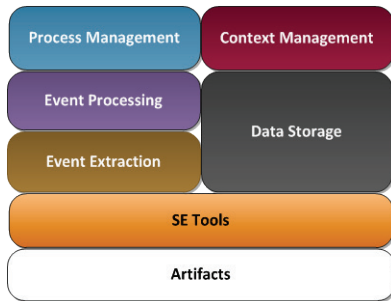 Process Management
Context Management
Event Processing
Data Storage
Event Extraction
SE Tools
Artifacts